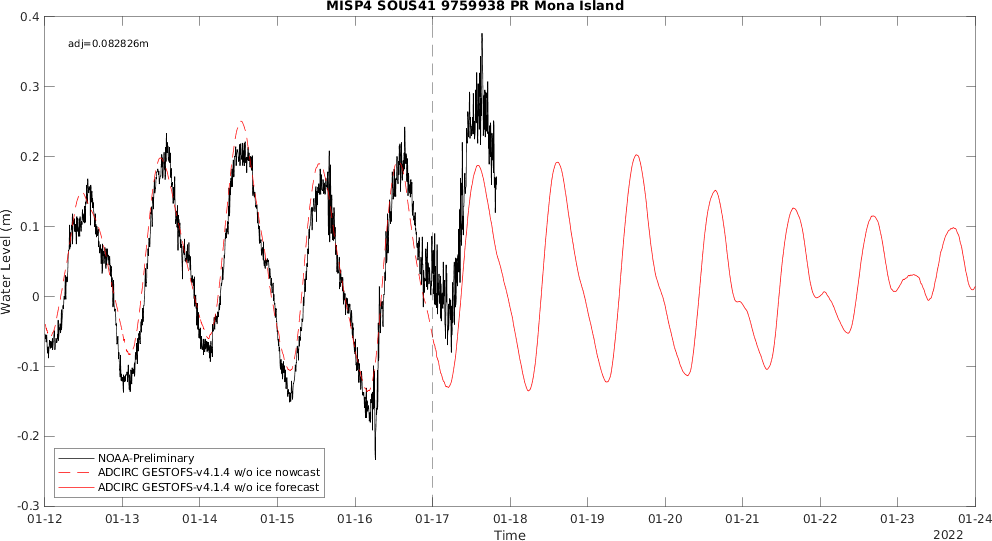 MISP4 SOUS41 9759938 PR Mona Island
adj=0.082826m
Water Level (m)
0.4
0.3
0.2
0.1
0
-0.1
-0.2
-0.3
NOAA-Preliminary
ADCIRC GESTOFS-v4.1.4 w/o ice nowcast
ADCIRC GESTOFS-v4.1.4 w/o ice forecast
01-12 01-13 01-14 01-15 01-16 01-17 01-18 01-19 01-20 01-21 01-22 01-23 01-24
Time
2022